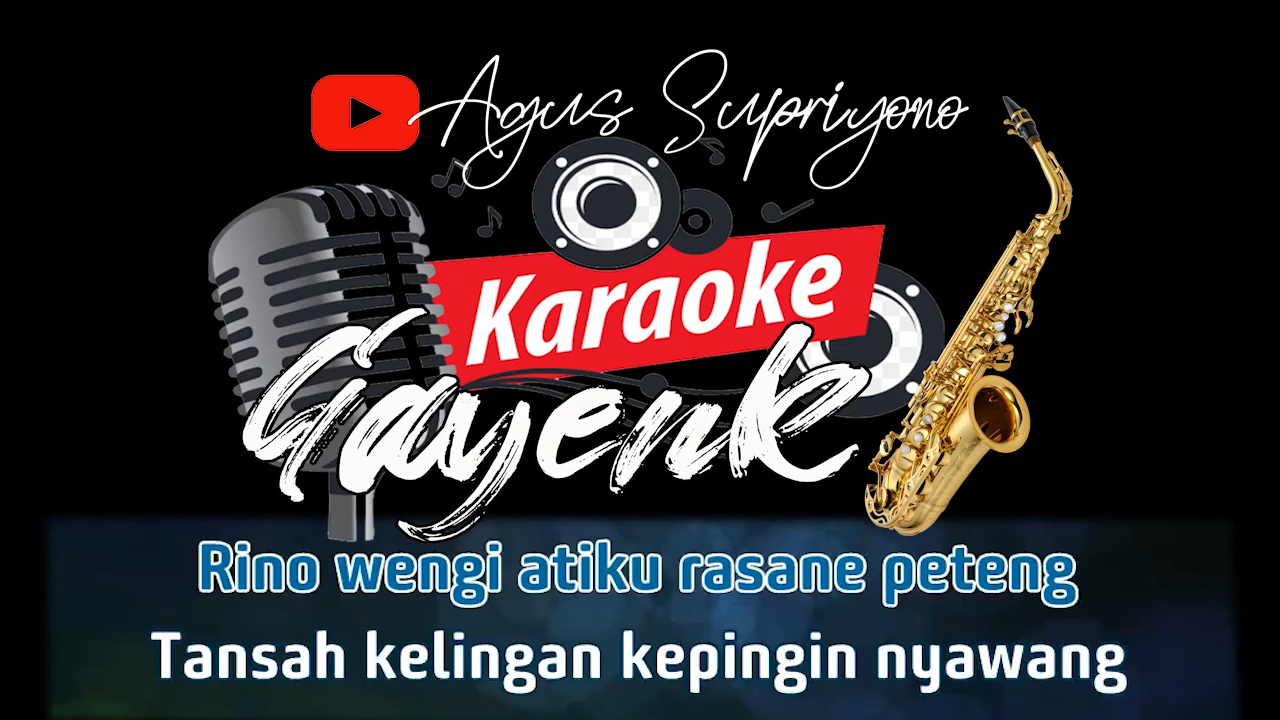 Agus Supriyono
Karaoke
Gayenk
Rino wengi atiku rasane peteng
Tansah kelingan kepingin nyawang